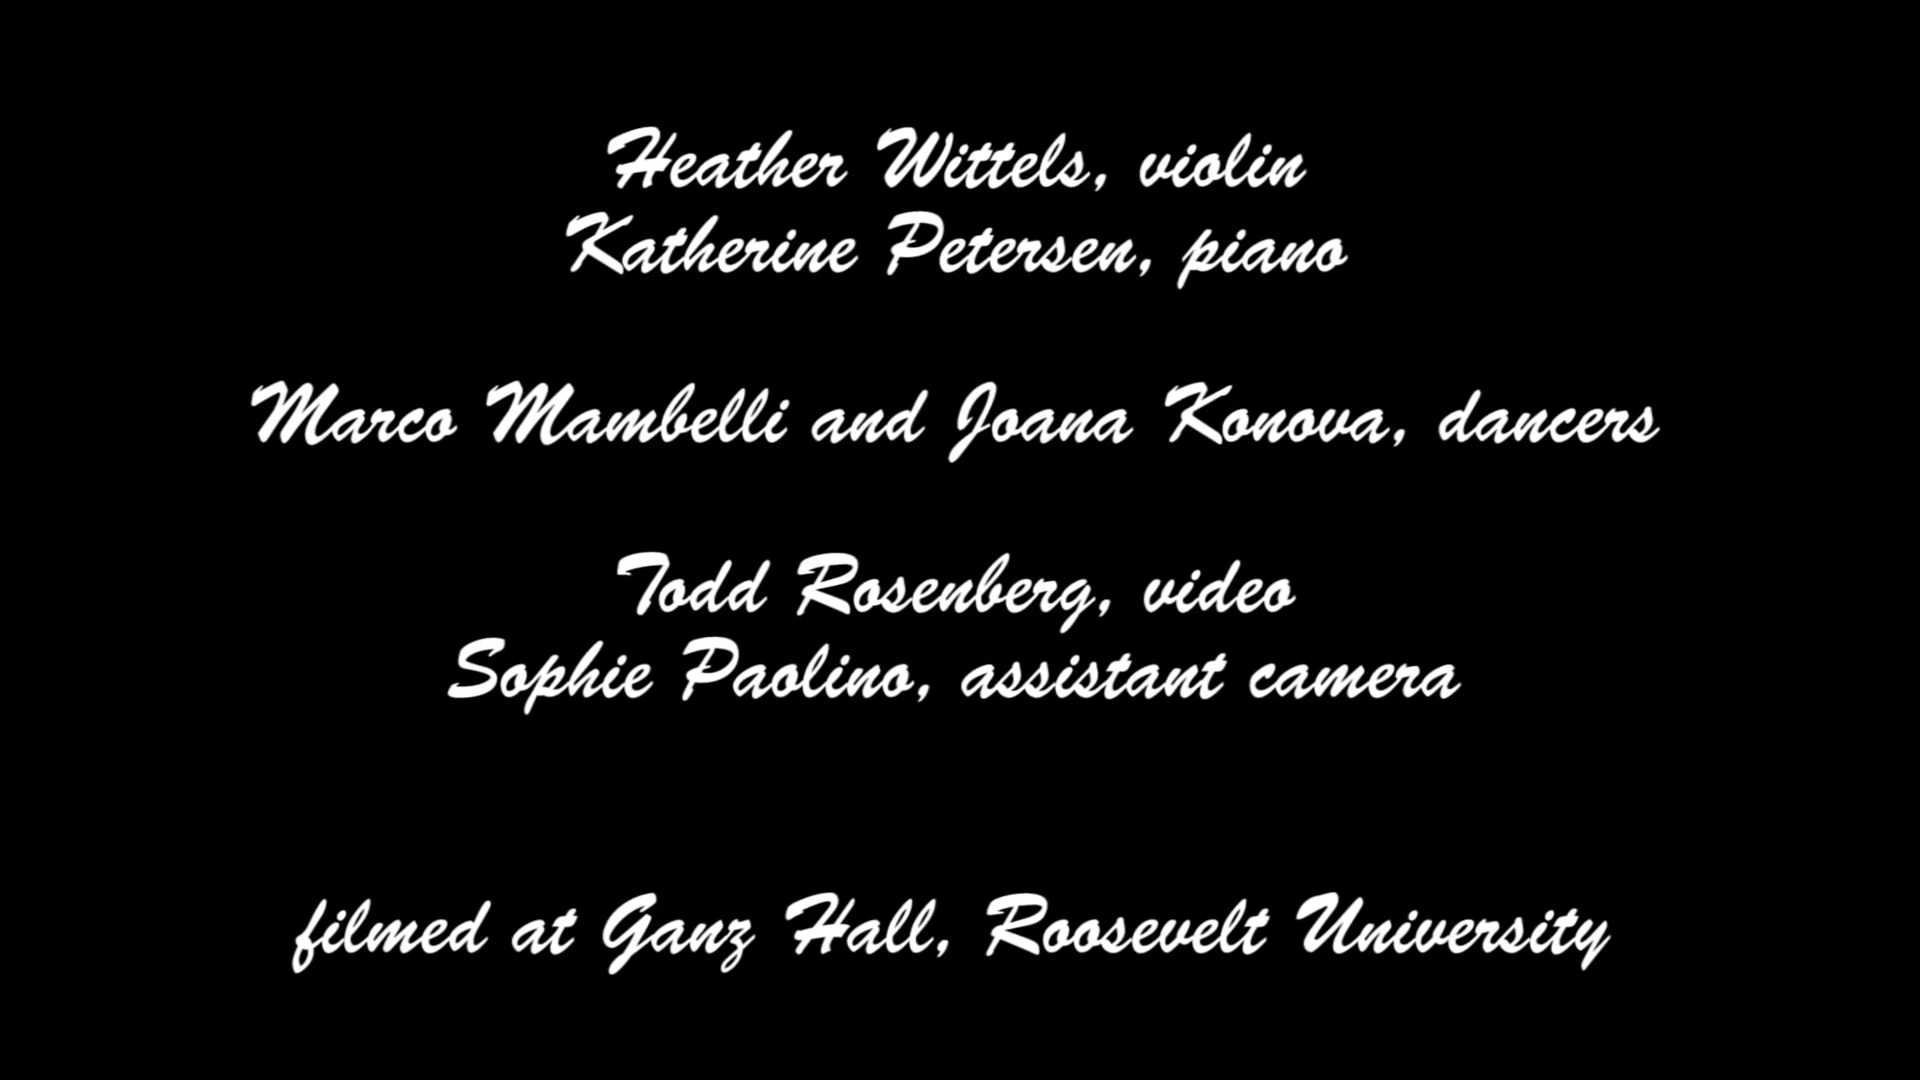 Heather Wittels, violin
Katherine Petersen, piano
Marco Mambelli and Joana Konova, dancers
Todd Rosenberg, video
Sophie Paolino, assistant camera
filmed at Ganz Hall, Roosevelt University